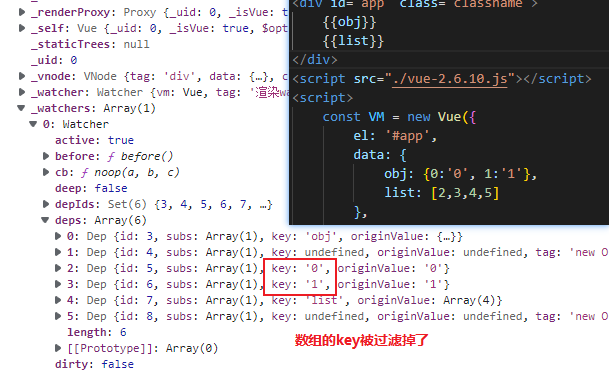 _renderProxy: Proxy {_uid: 0, _isVue: tru
_self: Vue {_uid: 0, _isVue: true, $opt
_staticTrees: null
_uid: 0
_vnode: VNode {tag: 'div', data: {…}, c
_watcher: Watcher {vm: Vue, tag: '渲染wa
_watchers: Array(1)
0: Watcher
active: true
before: ƒ before()
cb: ƒ noop(a, b, c)
deep: false
depIds: Set(6) {3, 4, 5, 6, 7, …}
deps: Array(6)
0: Dep {id: 3, subs: Array(1), key: 'obj', originValue: {…}}
1: Dep {id: 4, subs: Array(1), key: undefined, originValue: undefined, tag: 'new O
2: Dep {id: 5, subs: Array(1), key: '0', originValue: '0'}
3: Dep {id: 6, subs: Array(1), key: '1', originValue: '1'}
4: Dep {id: 7, subs: Array(1), key: 'list', originValue: Array(4)}
5: Dep {id: 8, subs: Array(1), key: undefined, originValue: undefined, tag: 'new O
length: 6
[[Prototype]]: Array(0)
dirty: false
<div id="app" class="classname">
{{obj}}
{{list}}
</div>
<script src="./vue-2.6.10.js"></script>
<script>
const VM = new Vue({
el: '#app',
data: {
obj: {0:'0', 1:'1'},
list: [2,3,4,5]
},
数组的key被过滤掉了